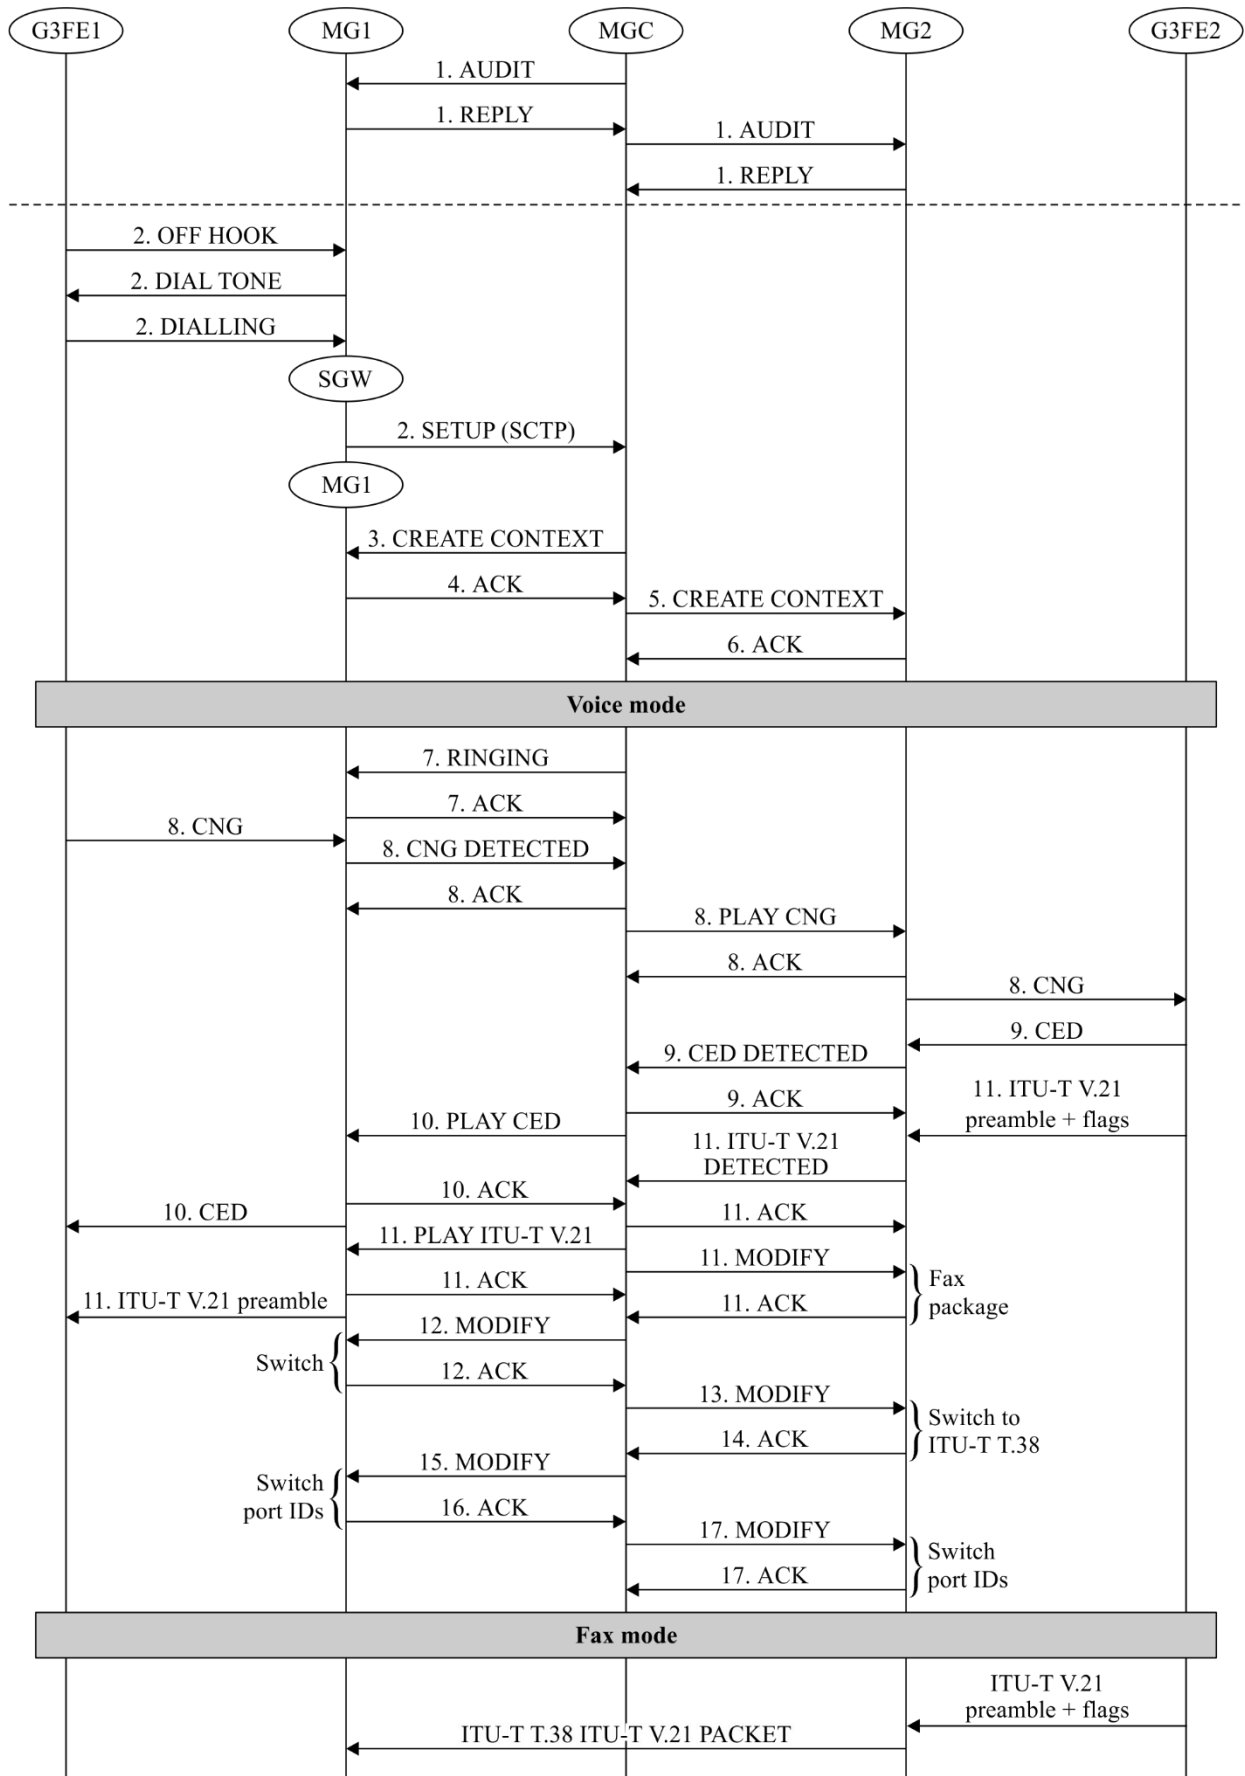 G3FE1
MG1
MGC
MG2
G3FE2
1. AUDIT
1. REPLY
1. AUDIT
1. REPLY
2. OFF HOOK
2. DIAL TONE
2. DIALLING
SGW
2. SETUP (SCTP)
MG1
3. CREATE CONTEXT
4. ACK
5. CREATE CONTEXT
6. ACK
Voice mode
7. RINGING
7. ACK
8. CNG
8. CNG DETECTED
8. ACK
8. PLAY CNG
8. ACK
8. CNG
9. CED
9. CED DETECTED
9. ACK
11. ITU-T V.21
preamble + flags
10. PLAY CED
11. ITU-T V.21
DETECTED
10. ACK
10. CED
11. ACK
11. PLAY ITU-T V.21
11. MODIFY
11. ACK
Fax
package
11. ITU-T V.21 preamble
11. ACK
12. MODIFY
Switch
12. ACK
13. MODIFY
Switch to
ITU-T T.38
14. ACK
15. MODIFY
Switch
port IDs
16. ACK
17. MODIFY
Switch
port IDs
17. ACK
Fax mode
ITU-T V.21
preamble + flags
ITU-T T.38 ITU-T V.21 PACKET